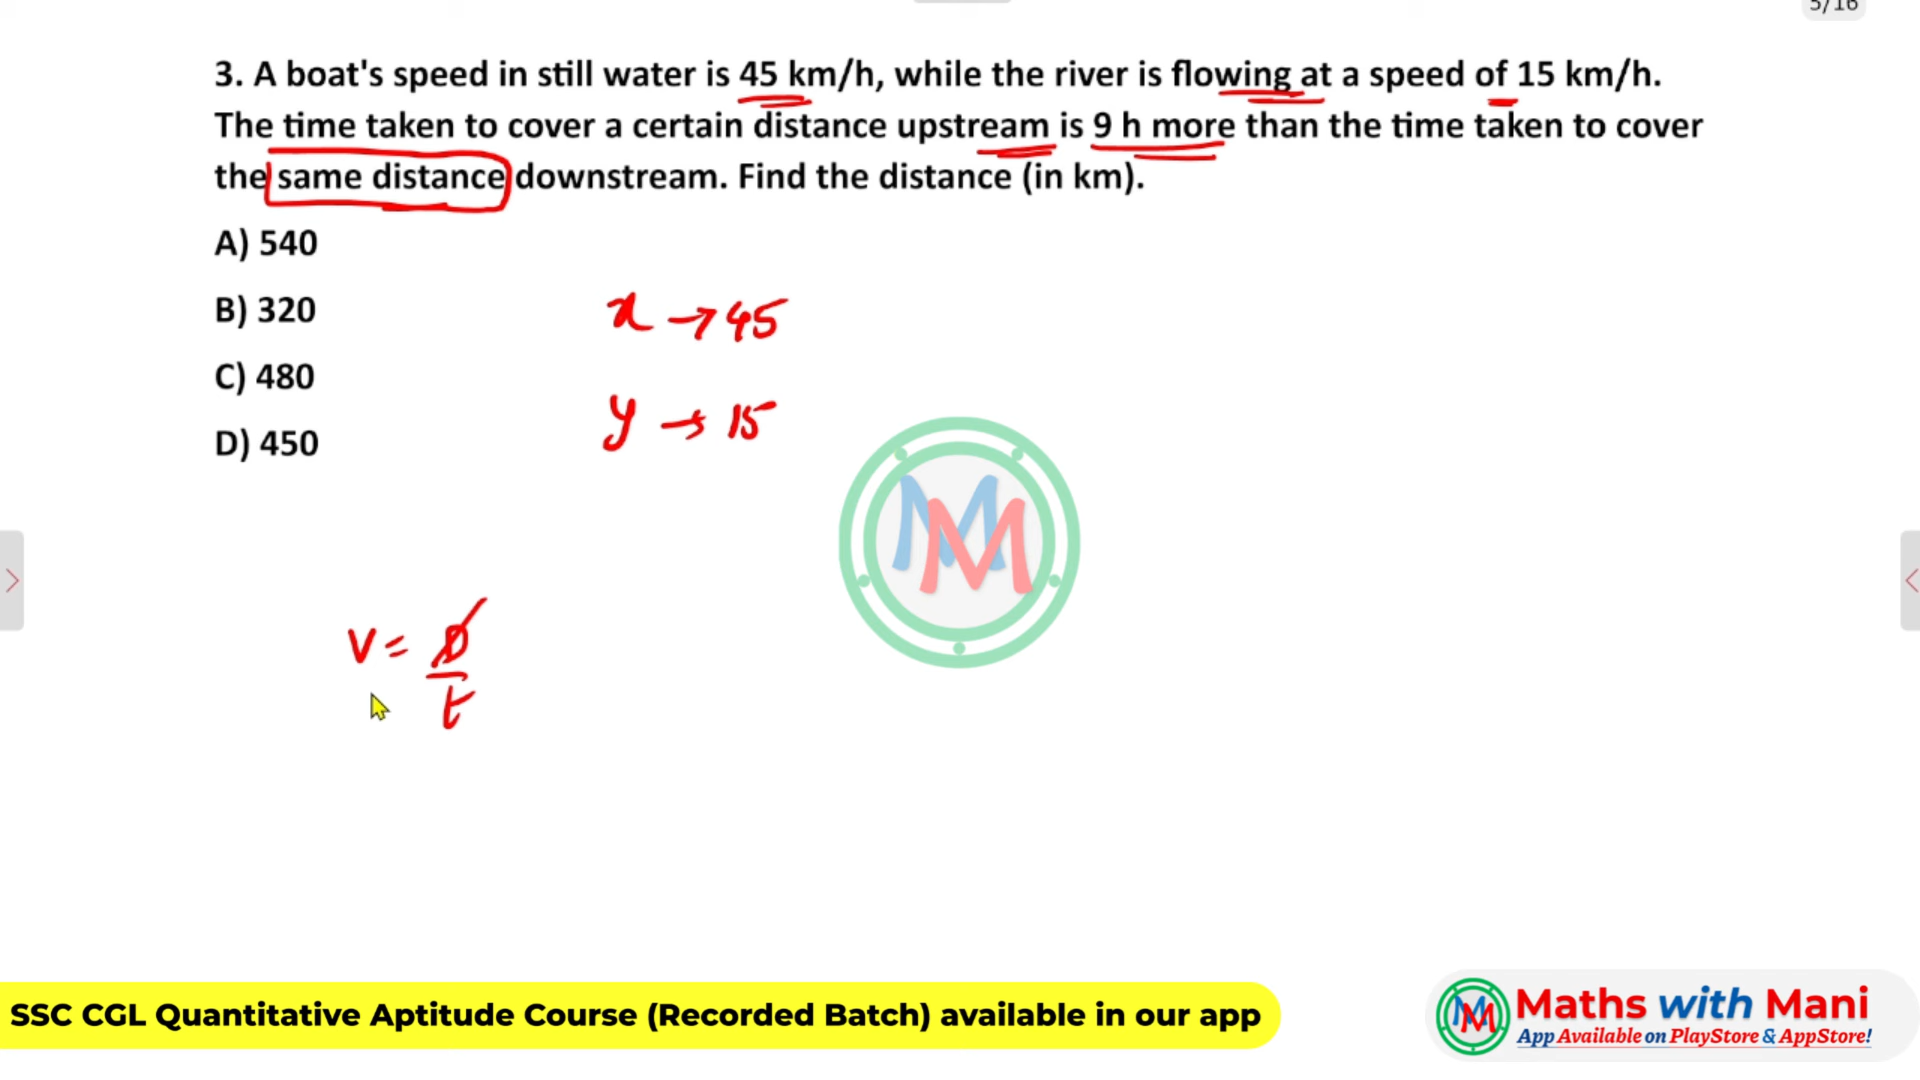 5/16
3. A boat's speed in still water is 45 km/h, while the river is flowing at a speed of 15 km/h.
The time taken to cover a certain distance upstream is 9 h more than the time taken to cover
the same distance downstream. Find the distance (in km).
A) 540
B) 320
C) 480
D) 450
x → 45
y → 15
MM
v = D/t
SSC CGL Quantitative Aptitude Course (Recorded Batch) available in our app
MM
Maths with Mani
App Available on PlayStore & AppStore!